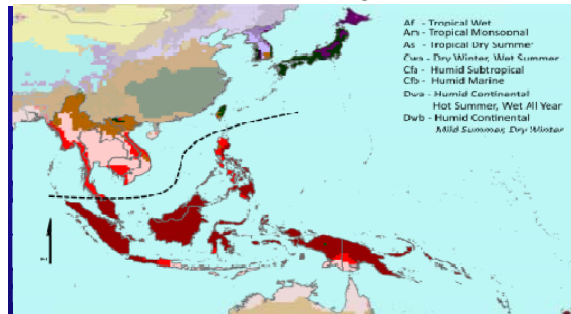 Af - Tropical Wet
Am - Tropical Monsoonal
As - Tropical Dry Summer
Cwa - Dry Winter, Wet Summer
Cfa - Humid Subtropical
Cfb - Humid Marine
Dwa - Humid Continental
Hot Summer, Wet All Year
Dwb - Humid Continental
Mild Summer, Dry Winter